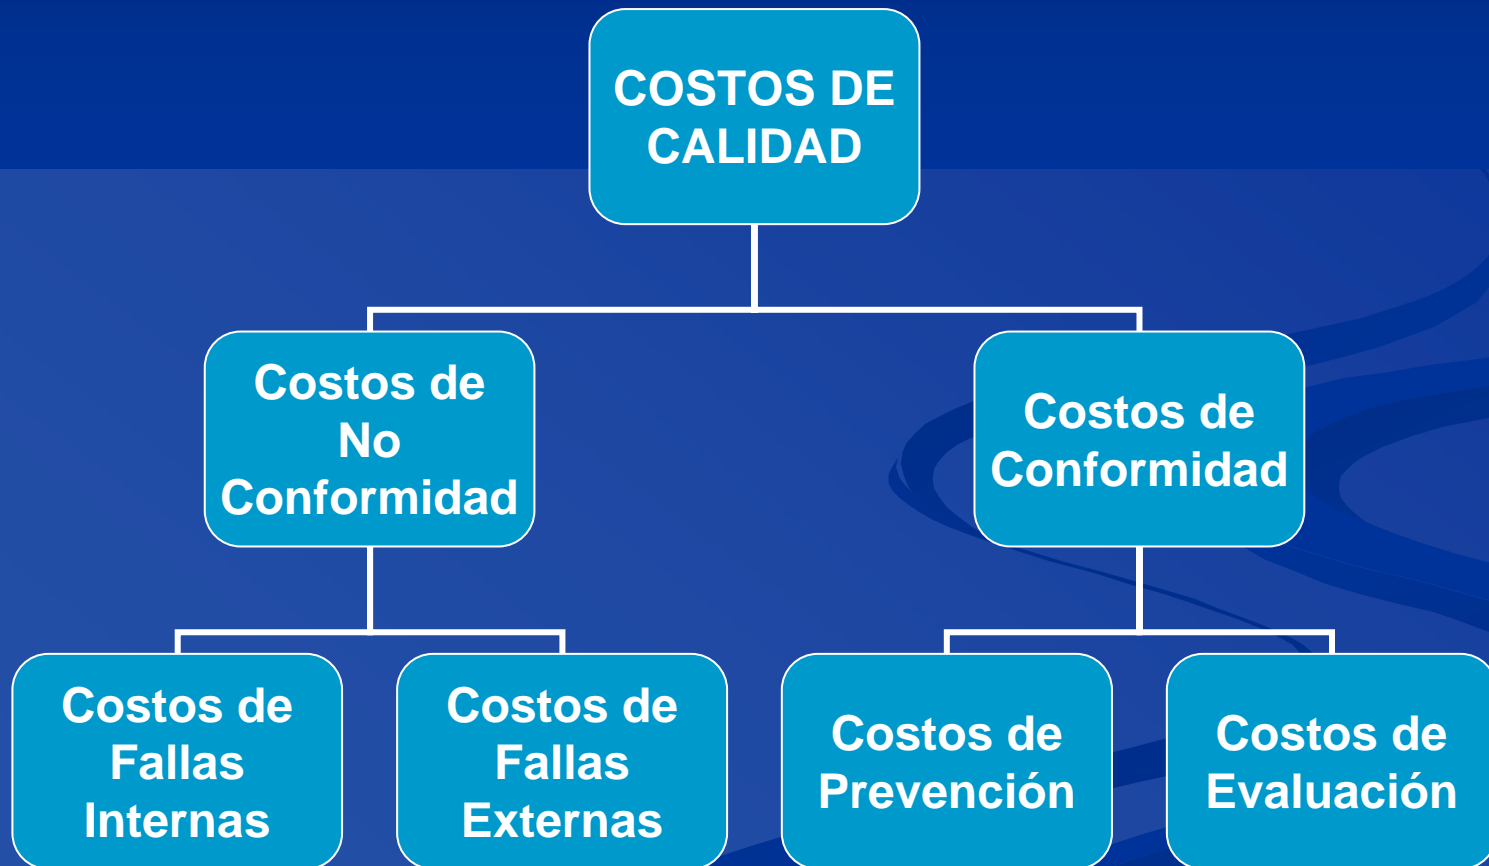 COSTOS DE
CALIDAD
Costos de
No
Conformidad
Costos de
Conformidad
Costos de
Fallas
Internas
Costos de
Fallas
Externas
Costos de
Prevención
Costos de
Evaluación